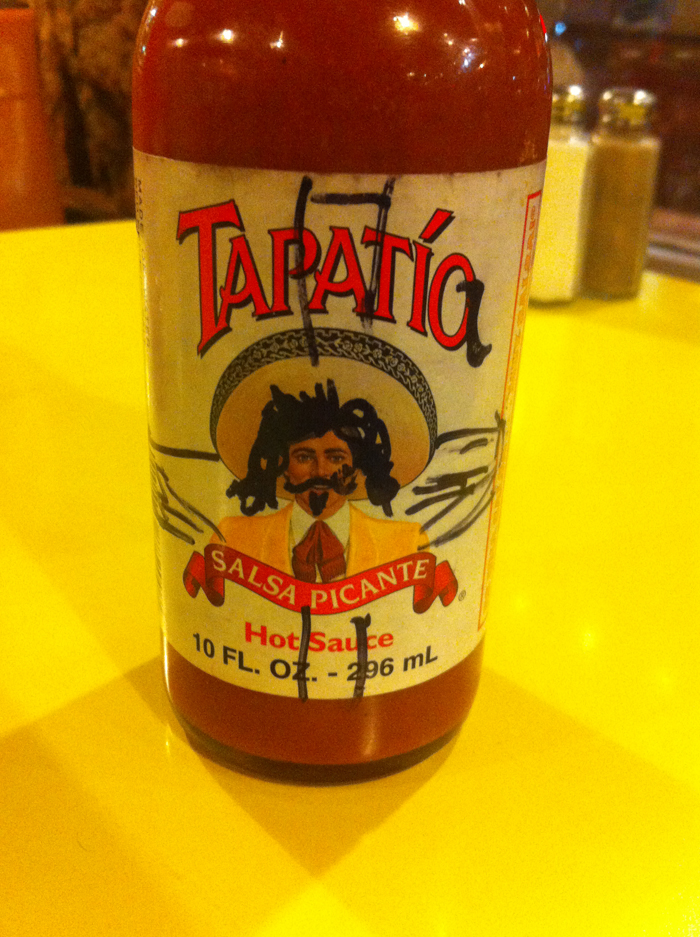 TAPATÍO
SALSA PICANTE
®
Hot Sauce
10 FL. OZ. - 296 mL